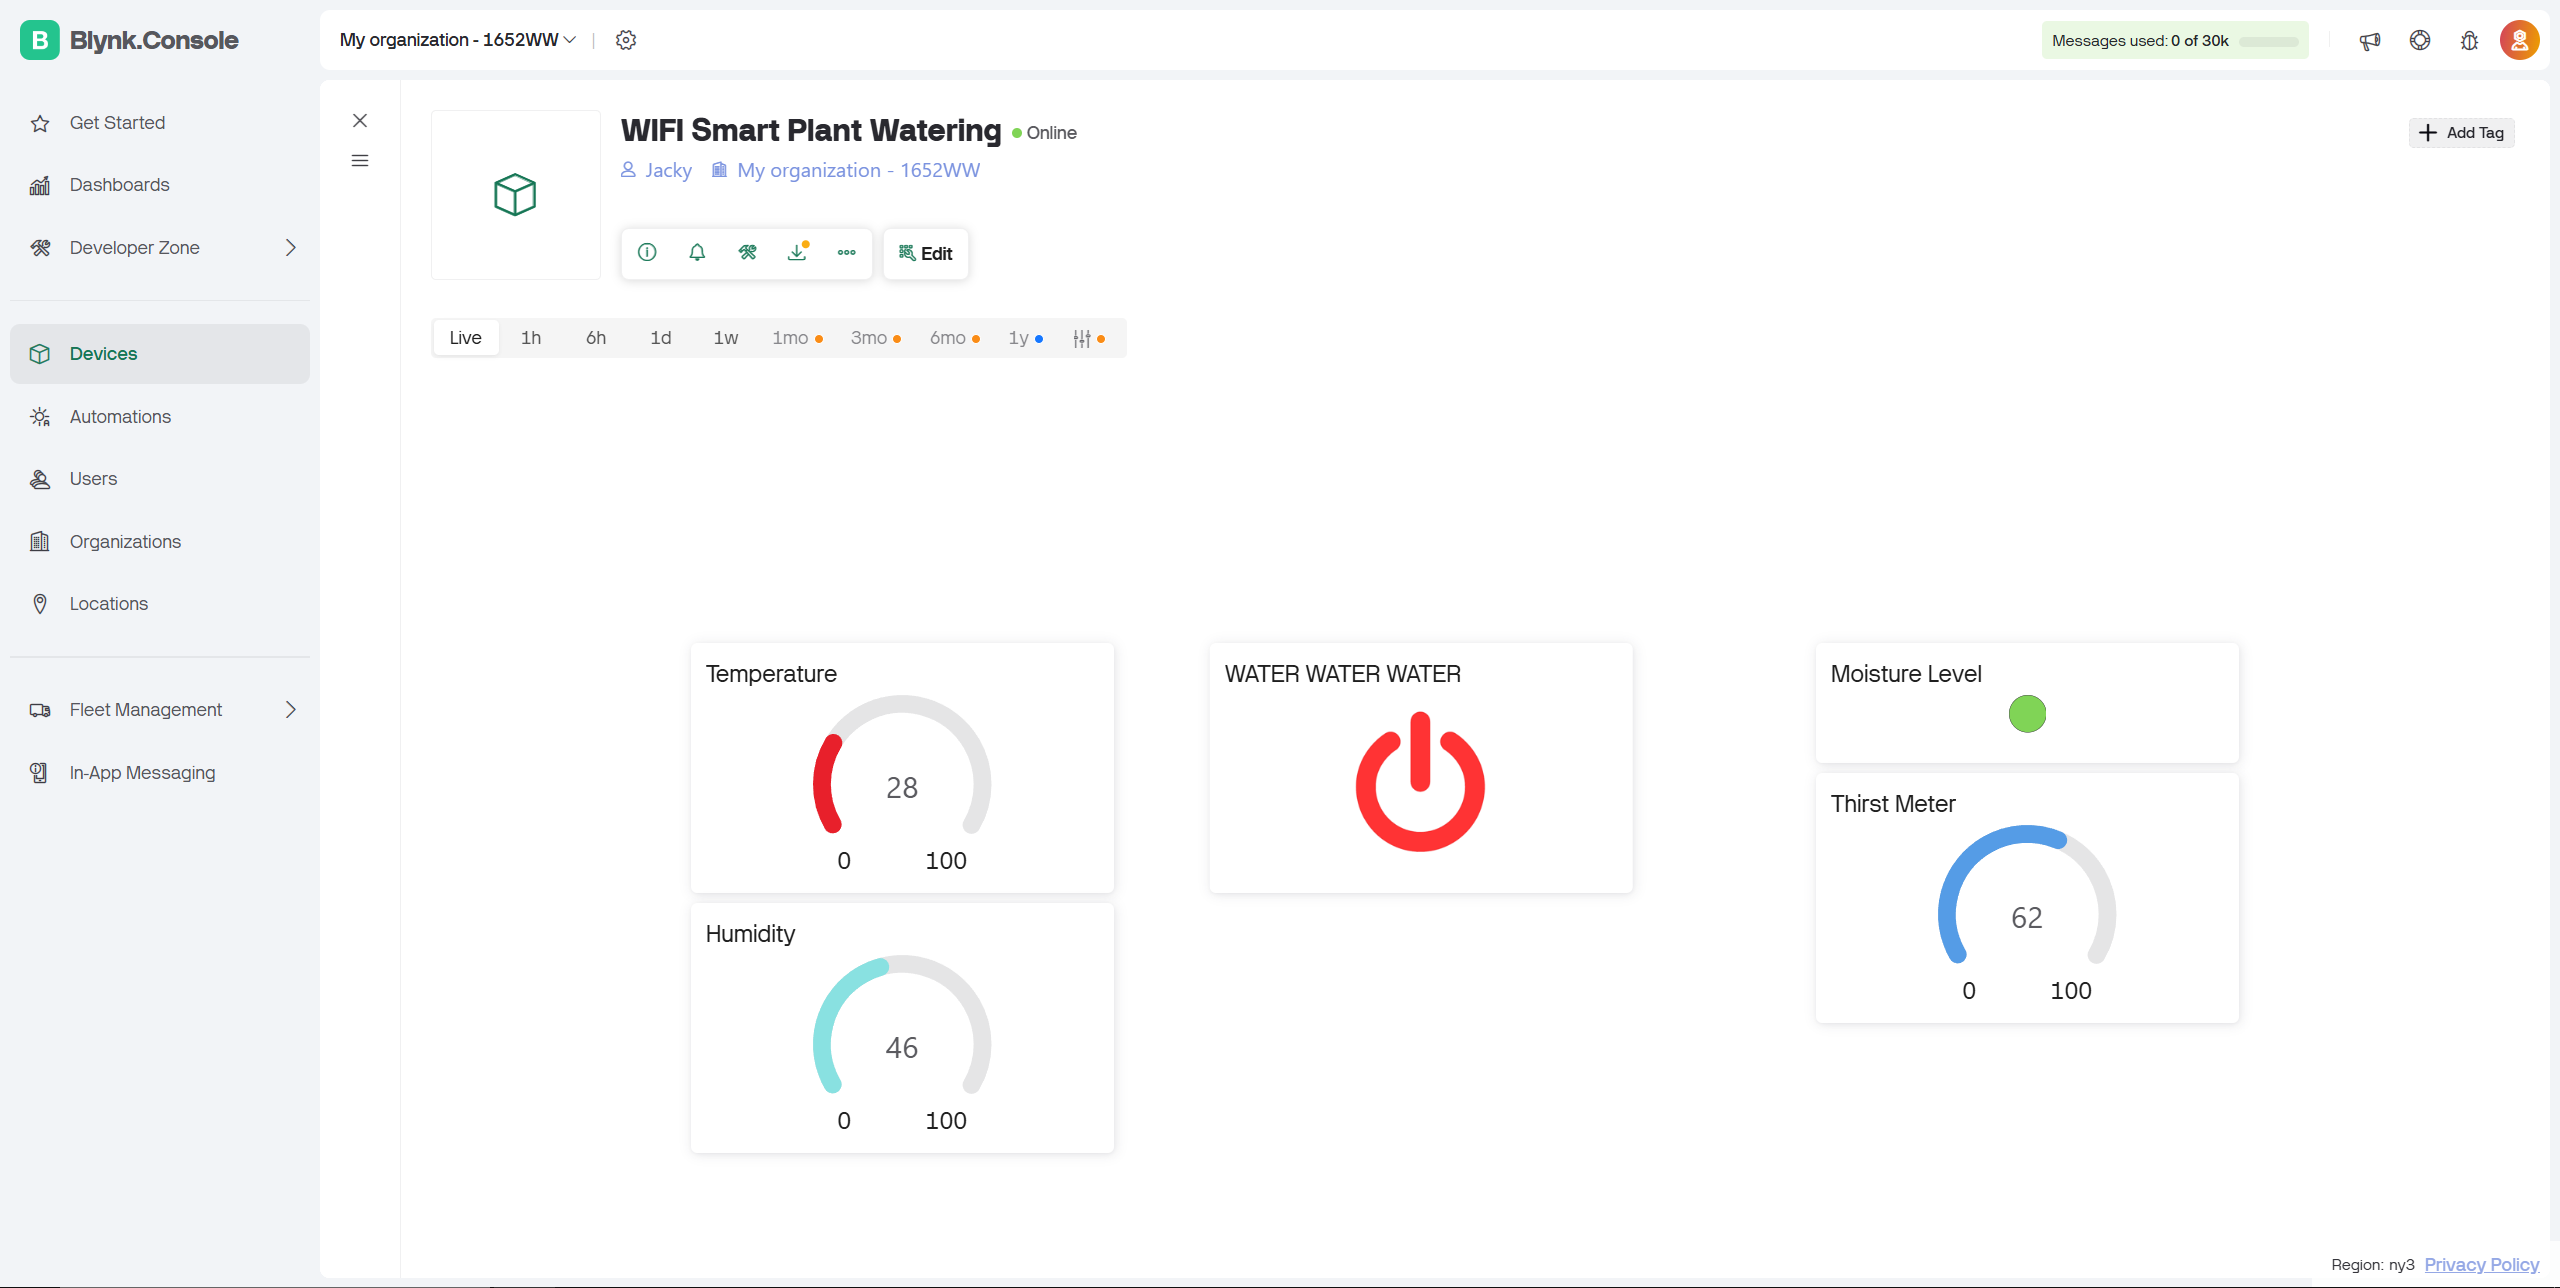 B Blynk.Console
My organization - 1652WW
Messages used: 0 of 30k
Get Started
Dashboards
Developer Zone
Devices
Automations
Users
Organizations
Locations
Fleet Management
In-App Messaging
WIFI Smart Plant Watering Online
Add Tag
Jacky My organization - 1652WW
Edit
Live 1h 6h 1d 1w 1mo 3mo 6mo 1y
Temperature
28
0 100
Humidity
46
0 100
WATER WATER WATER
Moisture Level
Thirst Meter
62
0 100
Region: ny3 Privacy Policy